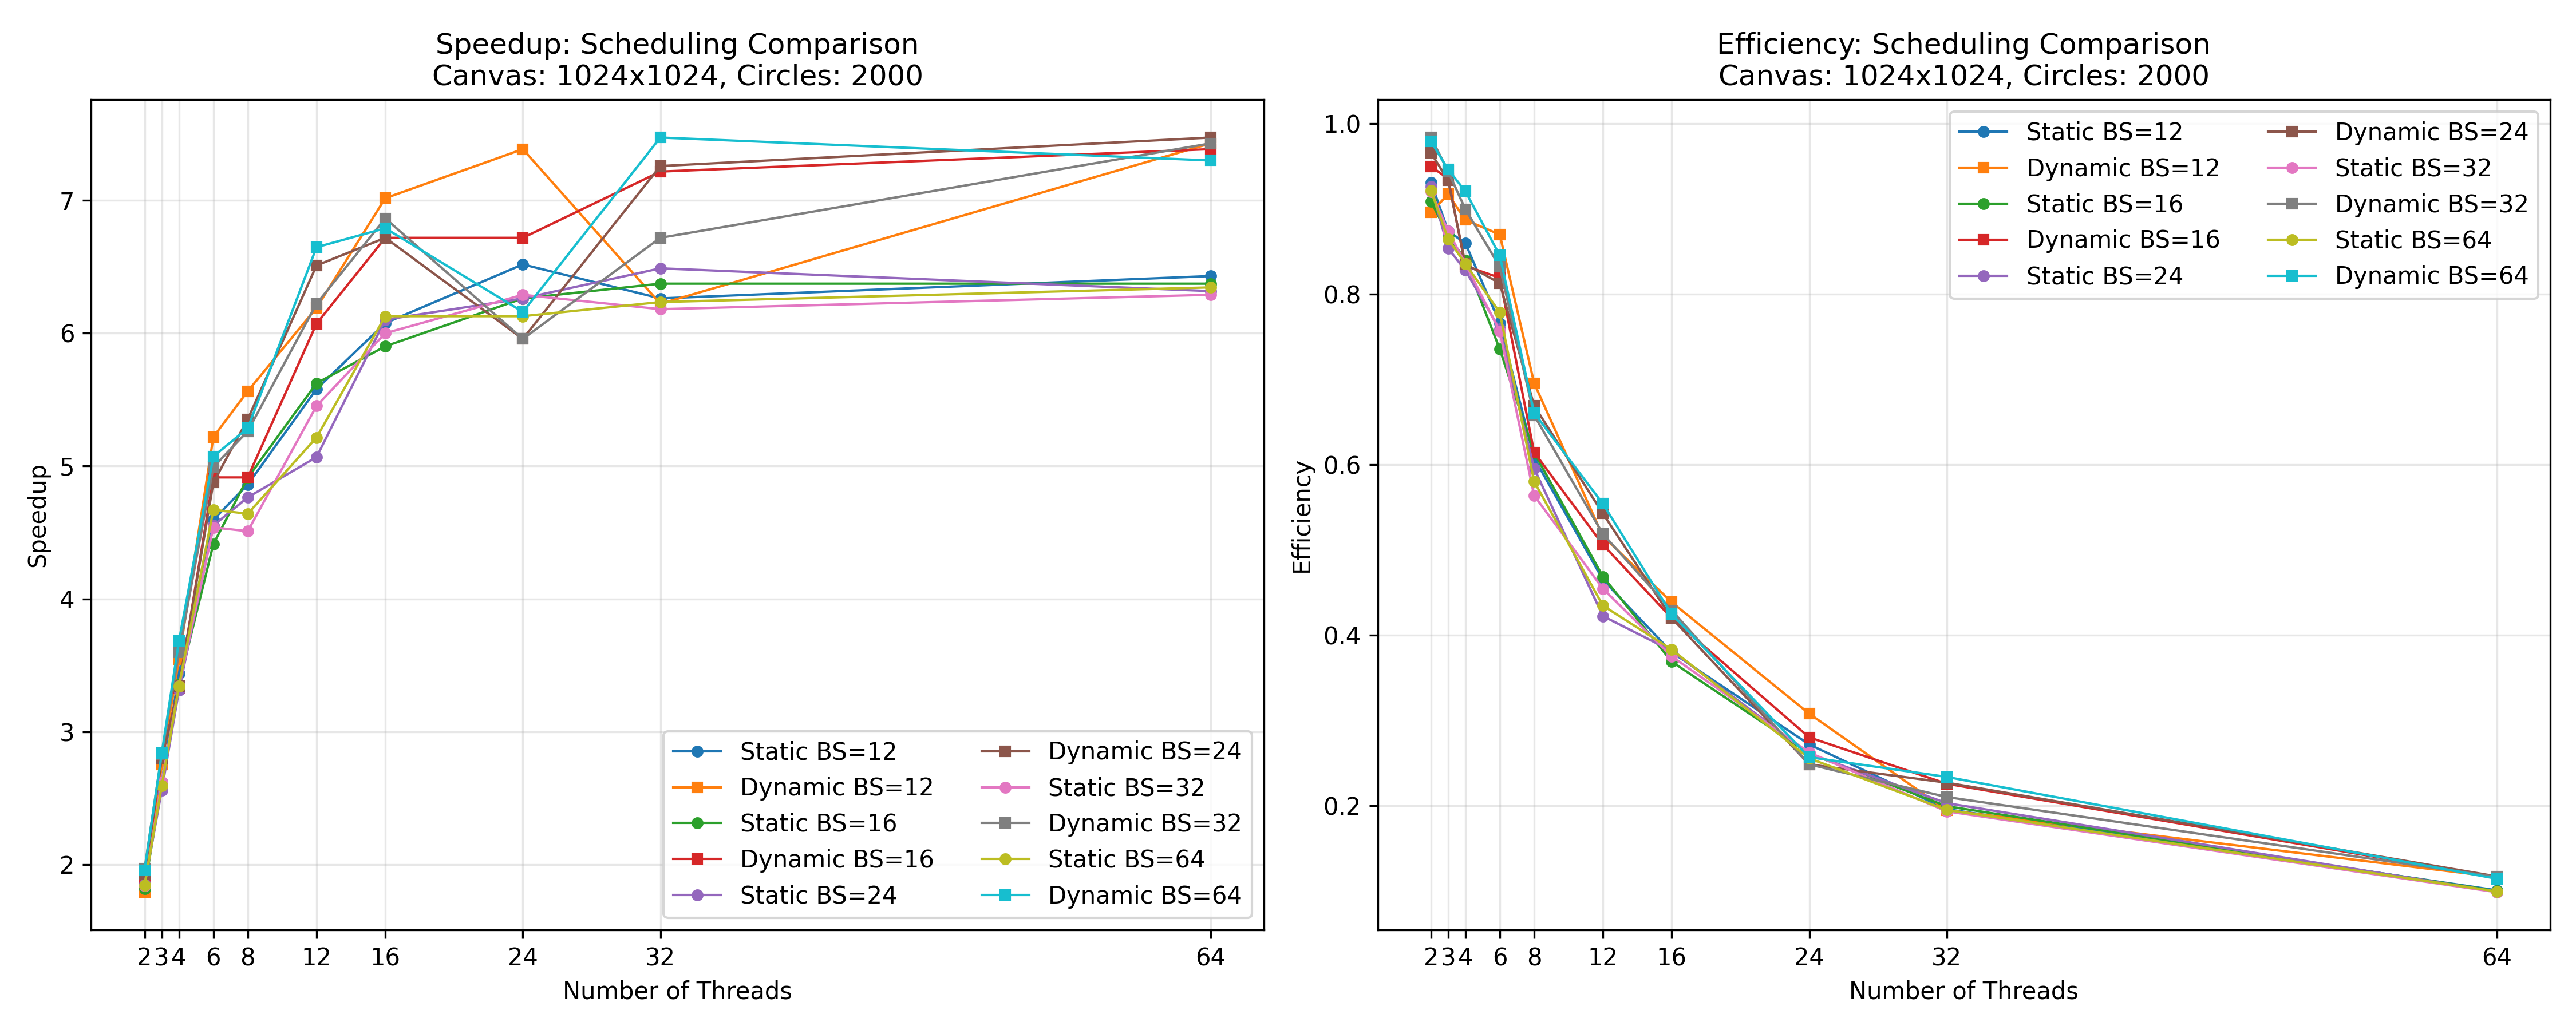 Speedup: Scheduling Comparison
Canvas: 1024x1024, Circles: 2000
Speedup
7
6
5
4
3
2
Static BS=12
Dynamic BS=12
Static BS=16
Dynamic BS=16
Static BS=24
Dynamic BS=24
Static BS=32
Dynamic BS=32
Static BS=64
Dynamic BS=64
2 3 4 6 8 12 16 24 32 64
Number of Threads
Efficiency: Scheduling Comparison
Canvas: 1024x1024, Circles: 2000
Efficiency
1.0
0.8
0.6
0.4
0.2
Static BS=12
Dynamic BS=12
Static BS=16
Dynamic BS=16
Static BS=24
Dynamic BS=24
Static BS=32
Dynamic BS=32
Static BS=64
Dynamic BS=64
2 3 4 6 8 12 16 24 32 64
Number of Threads